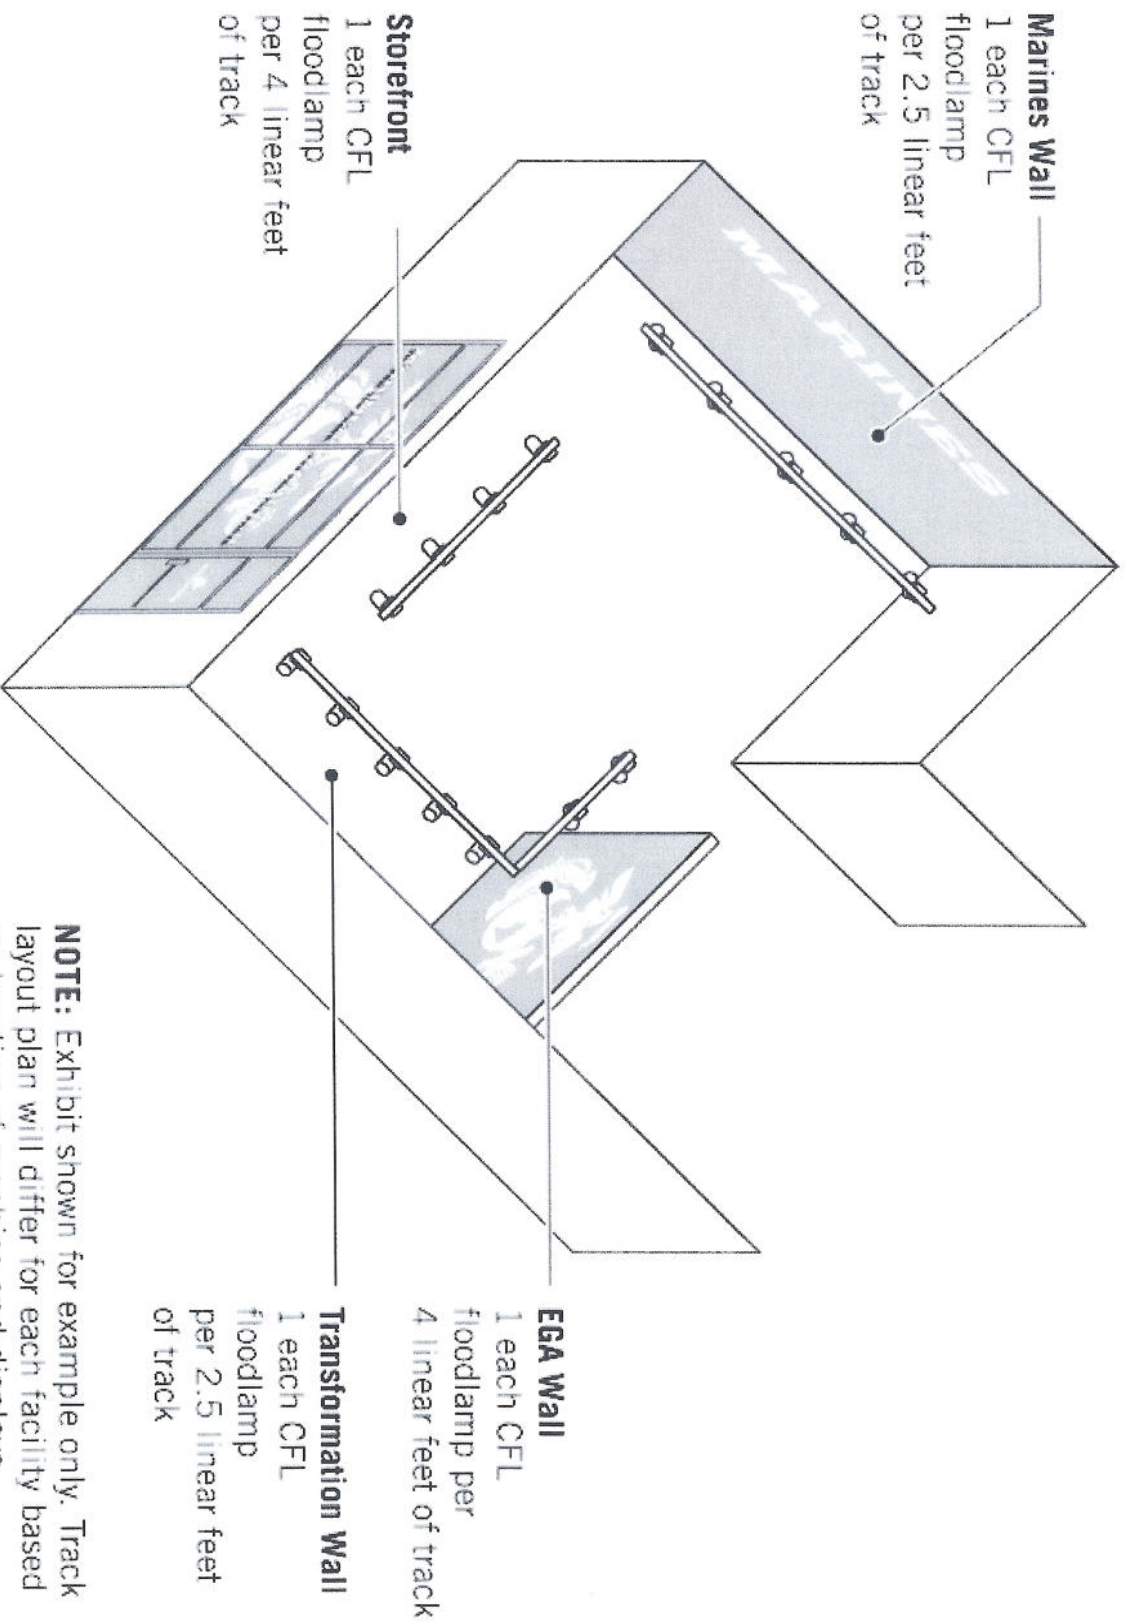 Marines Wall
1 each CFL
floodlamp
per 2.5 linear feet
of track
MARINES
Storefront
1 each CFL
floodlamp
per 4 linear feet
of track
EGA Wall
1 each CFL
floodlamp per
4 linear feet of track
Transformation Wall
1 each CFL
floodlamp
per 2.5 linear feet
of track
NOTE: Exhibit shown for example only. Track
layout plan will differ for each facility based